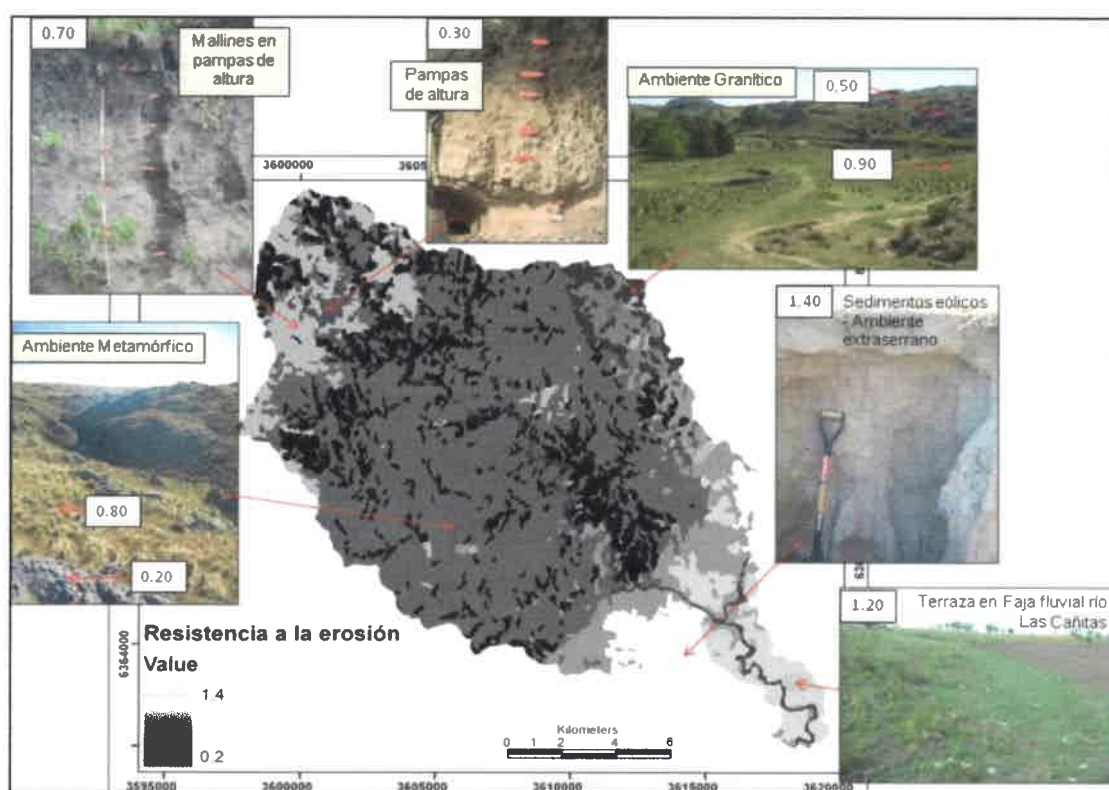 0.70
Mallines en
pampas de
altura
0.30
Pampas
de altura
Ambiente Granítico
0.50
0.90
3600000
3605
1.40
Sedimentos eólicos
- Ambiente
extraserrano
Ambiente Metamórfico
0.80
0.20
1.20
Terraza en Faja fluvial río
Las Cañitas
Resistencia a la erosión
Value
1.4
0.2
6364000
Kilometers
0 1 2 4 6
3595000
3600000
3605000
3610000
3615000
3620000